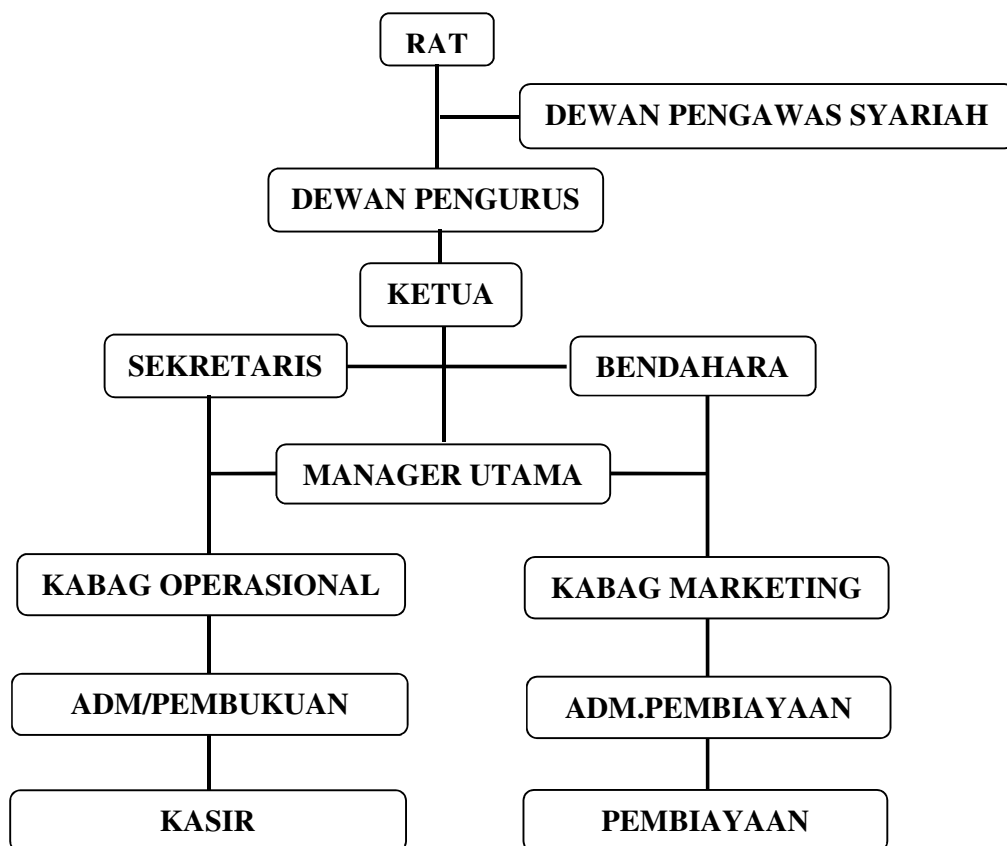 RAT
DEWAN PENGAWAS SYARIAH
DEWAN PENGURUS
KETUA
SEKRETARIS
BENDAHARA
MANAGER UTAMA
KABAG OPERASIONAL
KABAG MARKETING
ADM/PEMBUKUAN
ADM.PEMBIAYAAN
KASIR
PEMBIAYAAN